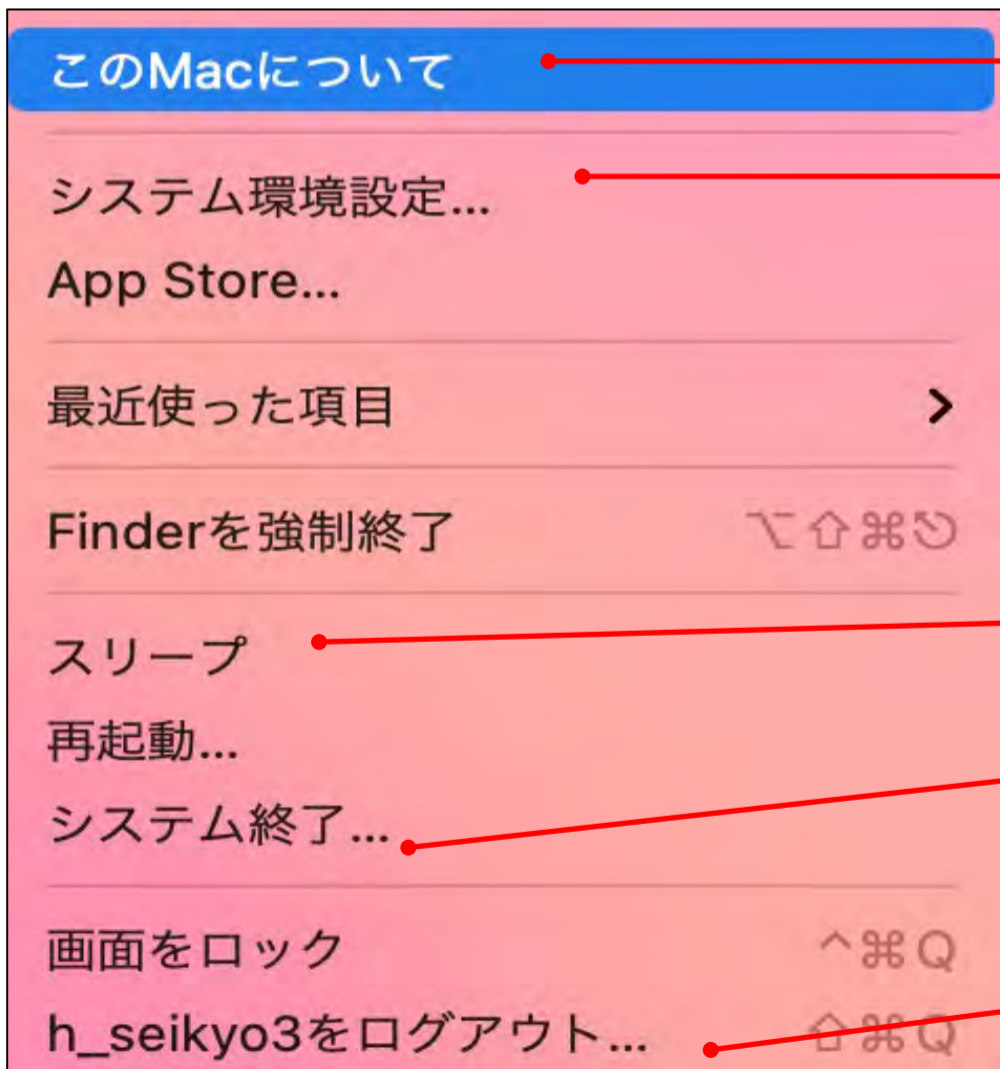 このMacについて
システム環境設定...
App Store...
最近使った項目 >
Finderを強制終了 ⌥⇧⌘⎋
スリープ
再起動...
システム終了...
画面をロック ^⌘Q
h_seikyo3をログアウト... ⇧⌘Q